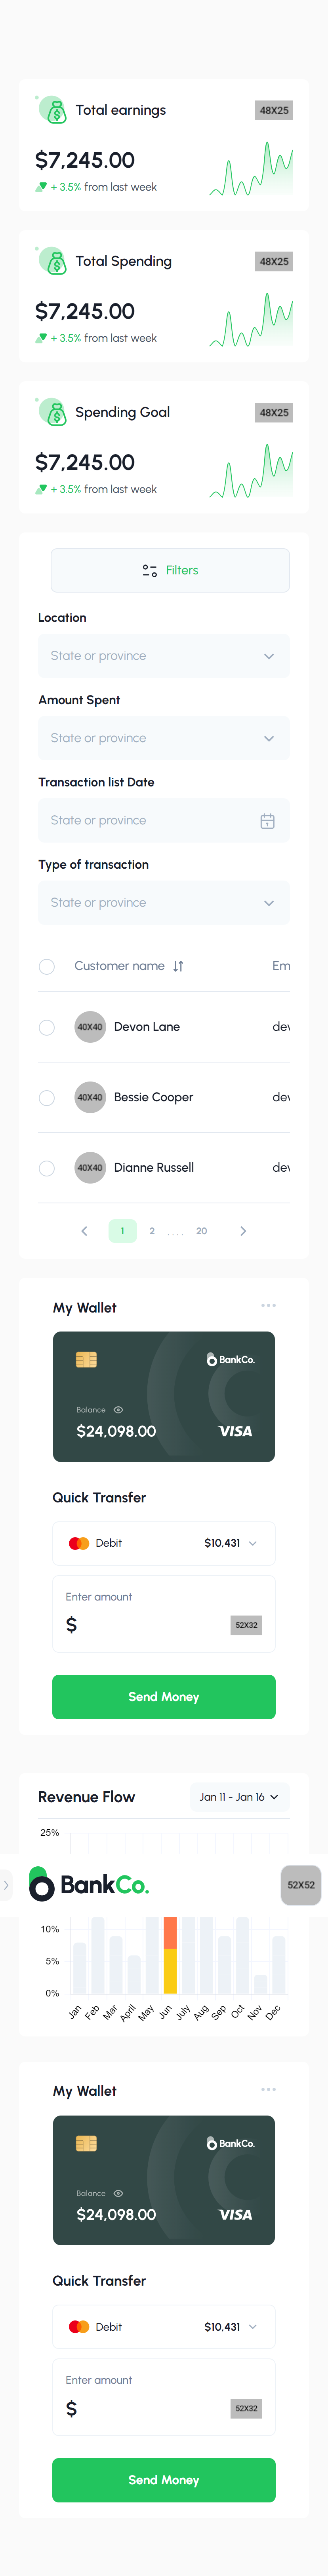 Total earnings
48X25
$7,245.00
+ 3.5% from last week
Total Spending
48X25
$7,245.00
+ 3.5% from last week
Spending Goal
48X25
$7,245.00
+ 3.5% from last week
Filters
Location
State or province
Amount Spent
State or province
Transaction list Date
State or province
Type of transaction
State or province
Customer name Em
40X40 Devon Lane dev
40X40 Bessie Cooper dev
40X40 Dianne Russell dev
1 2 .... 20
My Wallet
BankCo.
Balance
$24,098.00 VISA
Quick Transfer
Debit $10,431
Enter amount
$ 52X32
Send Money
Revenue Flow Jan 11 - Jan 16
25%
BankCo. 52X52
10%
5%
0%
Jan Feb Mar April May Jun July Aug Sep Oct Nov Dec
My Wallet
BankCo.
Balance
$24,098.00 VISA
Quick Transfer
Debit $10,431
Enter amount
$ 52X32
Send Money